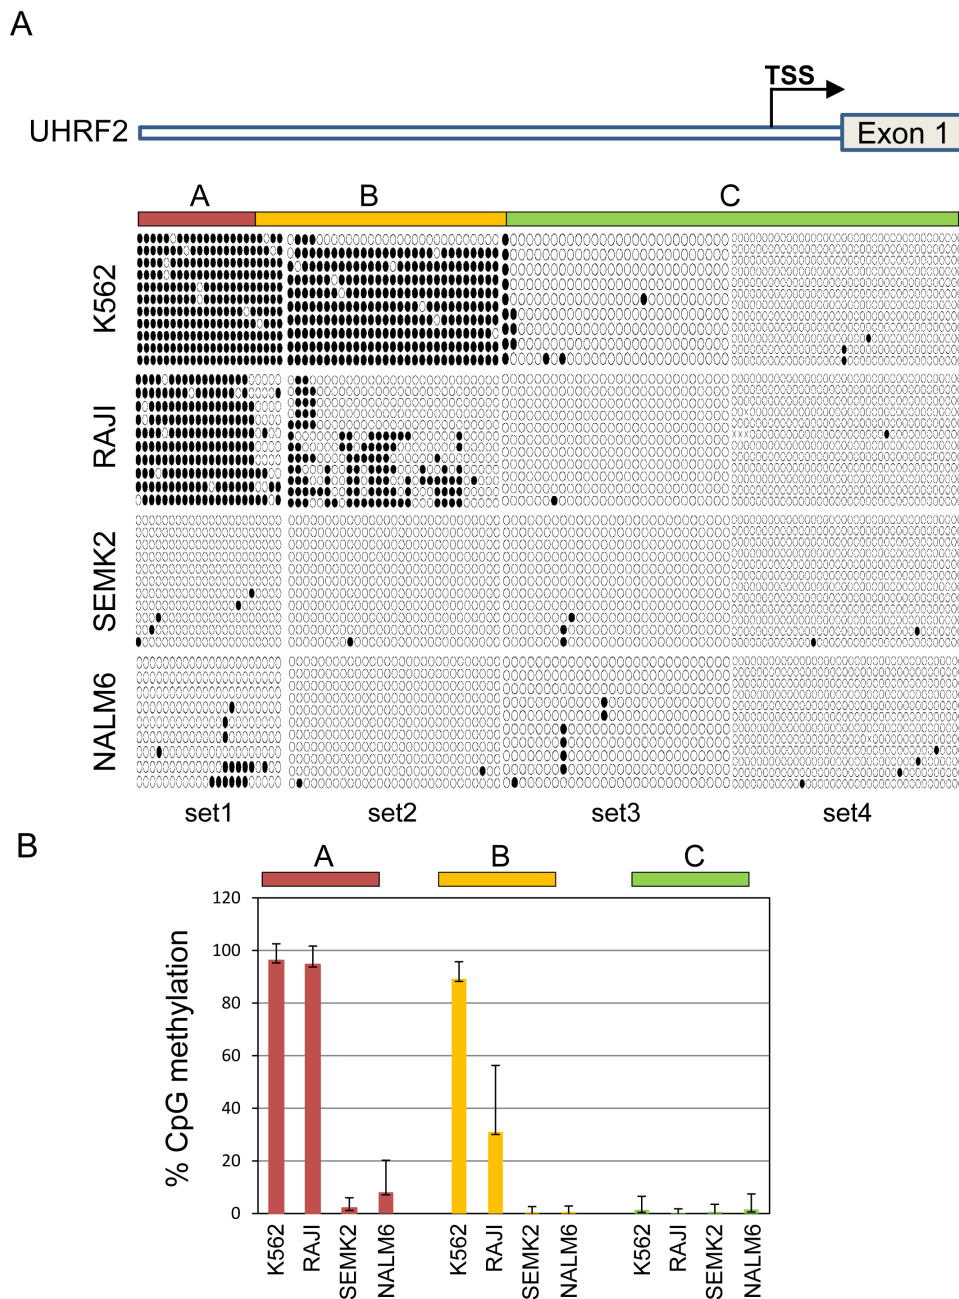 A
TSS
UHRF2
Exon 1
A B C
K562
RAJI
SEMK2
NALM6
set1 set2 set3 set4
B
A B C
% CpG methylation
120
100
80
60
40
20
0
K562 RAJI SEMK2 NALM6 K562 RAJI SEMK2 NALM6 K562 RAJI SEMK2 NALM6